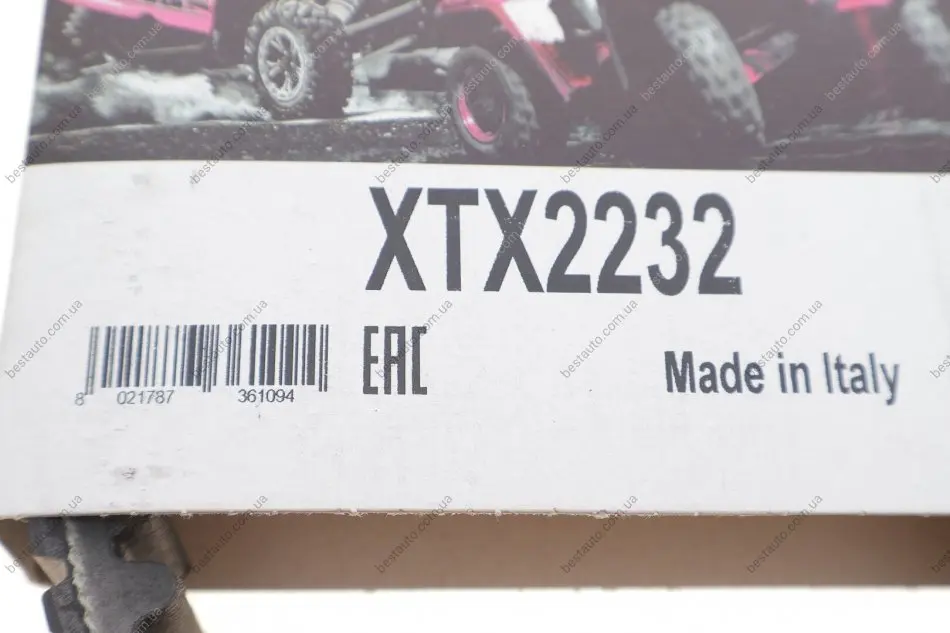 XTX2232
EAC
Made in Italy
8 021787 361094
bestauto.com.ua